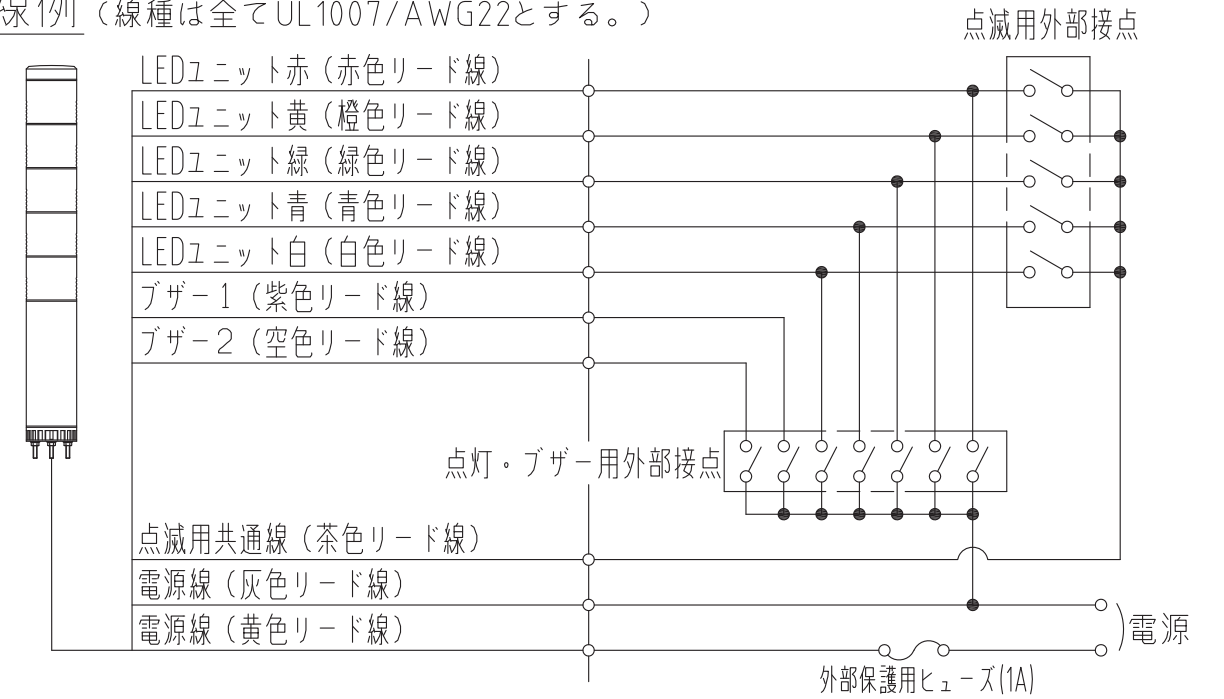 線1列（線種は全てUL1007/AWG22とする。）
点滅用外部接点
LEDユニット赤（赤色リード線）
LEDユニット黄（橙色リード線）
LEDユニット緑（緑色リード線）
LEDユニット青（青色リード線）
LEDユニット白（白色リード線）
ブザー1（紫色リード線）
ブザー2（空色リード線）
点灯・ブザー用外部接点
点滅用共通線（茶色リード線）
電源線（灰色リード線）
電源線（黄色リード線）
電源
外部保護用ヒューズ(1A)